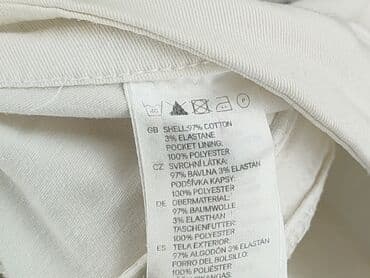 40
P
GB SHELL:97% COTTON
3% ELASTANE
POCKET LINING:
100% POLYESTER
CZ SVRCHNÍ LÁTKA:
97% BAVLNA 3% ELASTAN
PODŠÍVKA KAPSY:
100% POLYESTER
DE OBERMATERIAL:
97% BAUMWOLLE
3% ELASTHAN
TASCHENFUTTER
100% POLYESTER
ES TELA EXTERIOR:
97% ALGODÓN 3% ELASTAN
FORRO DEL BOLSILLO:
100% POLIÉSTER